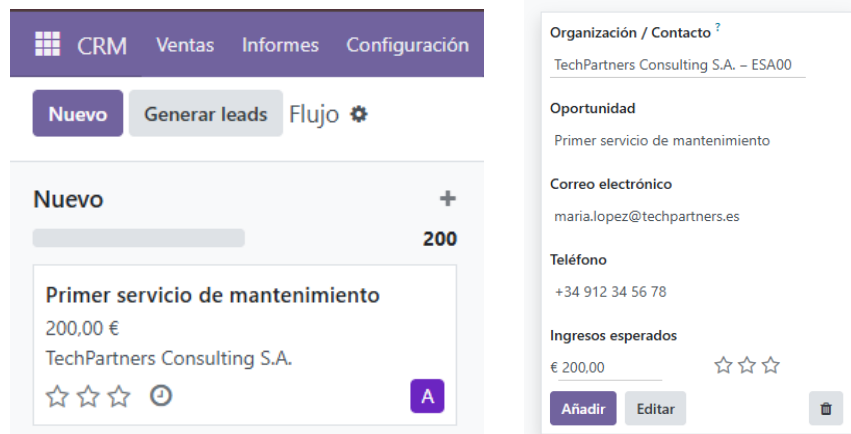 CRM Ventas Informes Configuración
Nuevo Generar leads Flujo
Nuevo +
200
Primer servicio de mantenimiento
200,00 €
TechPartners Consulting S.A.
A
Organización / Contacto ?
TechPartners Consulting S.A. – ESA00
Oportunidad
Primer servicio de mantenimiento
Correo electrónico
maria.lopez@techpartners.es
Teléfono
+34 912 34 56 78
Ingresos esperados
€ 200,00
Añadir Editar